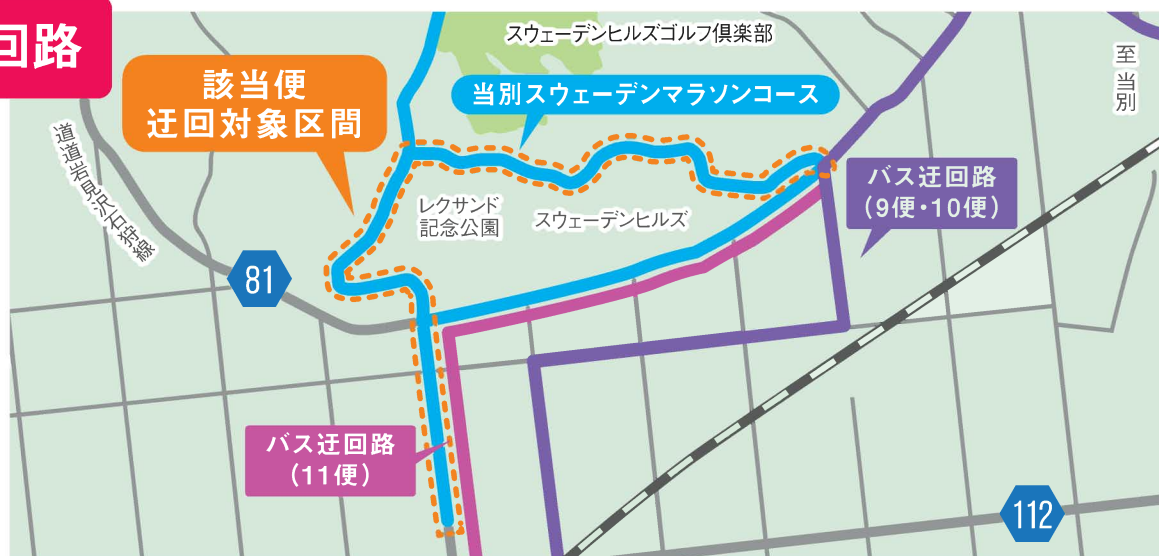 回路
スウェーデンヒルズゴルフ倶楽部
至当別
該当便
迂回対象区間
当別スウェーデンマラソンコース
道道岩見沢石狩線
バス迂回路
（9便・10便）
レクサンド
記念公園
スウェーデンヒルズ
81
バス迂回路
（11便）
112